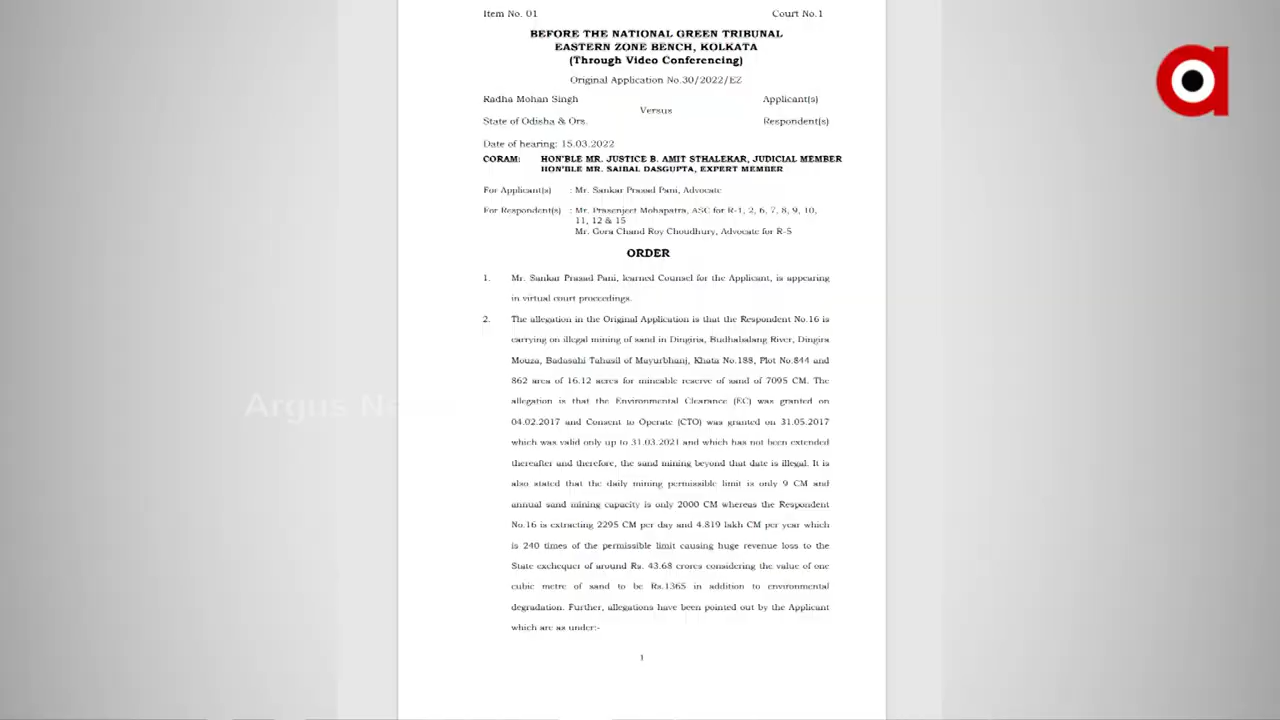 Item No. 01 Court No.1
BEFORE THE NATIONAL GREEN TRIBUNAL
EASTERN ZONE BENCH, KOLKATA
(Through Video Conferencing)
Original Application No.30/2022/EZ
Radha Mohan Singh Applicant(s)
Versus
State of Odisha & Ors. Respondent(s)
Date of hearing: 15.03.2022
CORAM: HON'BLE MR. JUSTICE B. AMIT STHALEKAR, JUDICIAL MEMBER
HON'BLE MR. SAIBAL DASGUPTA, EXPERT MEMBER
For Applicant(s) : Mr. Sankar Prasad Pani, Advocate
For Respondent(s) : Mr. Prasenjeet Mohapatra, ASC for R-1, 2, 6, 7, 8, 9, 10,
11, 12 & 15
Mr. Gora Chand Roy Choudhury, Advocate for R-5
ORDER
1. Mr. Sankar Prasad Pani, learned Counsel for the Applicant, is appearing
in virtual court proceedings.
2. The allegation in the Original Application is that the Respondent No.16 is
carrying on illegal mining of sand in Dingiria, Budhabalang River, Dingira
Mouza, Badasahi Tahasil of Mayurbhanj, Khata No.188, Plot No.844 and
862 area of 16.12 acres for mineable reserve of sand of 7095 CM. The
allegation is that the Environmental Clearance (EC) was granted on
04.02.2017 and Consent to Operate (CTO) was granted on 31.05.2017
which was valid only up to 31.03.2021 and which has not been extended
thereafter and therefore, the sand mining beyond that date is illegal. It is
also stated that the daily mining permissible limit is only 9 CM and
annual sand mining capacity is only 2000 CM whereas the Respondent
No.16 is extracting 2295 CM per day and 4.819 lakh CM per year which
is 240 times of the permissible limit causing huge revenue loss to the
State exchequer of around Rs. 43.68 crores considering the value of one
cubic metre of sand to be Rs.1365 in addition to environmental
degradation. Further, allegations have been pointed out by the Applicant
which are as under:-
1
Argus